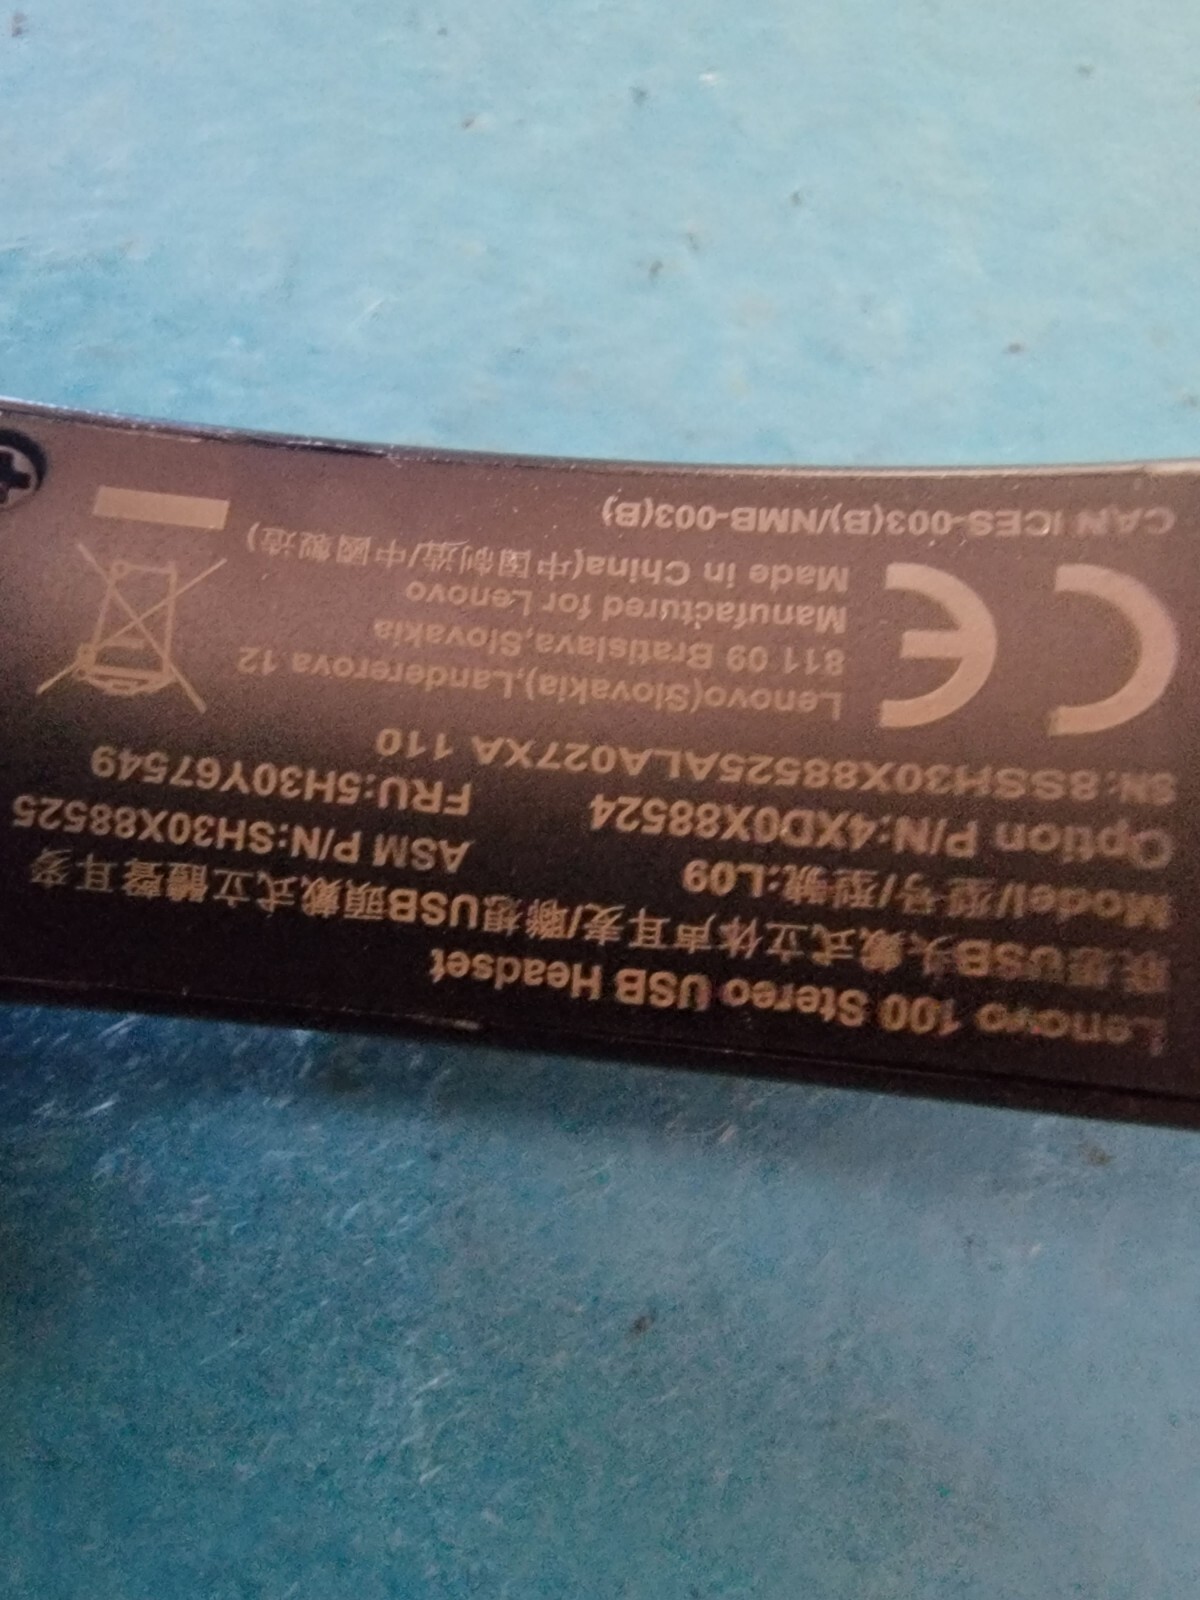 Lenovo 100 Stereo USB Headset
联想USB头戴式立体声耳麦/聯想USB頭戴式立體聲耳麥
Model/型号/型號:L09 ASM P/N:SH30X88525
Option P/N:4XD0X88524 FRU:5H30Y67549
SN:8SSH30X88525ALA027XA 110
Lenovo(Slovakia),Landererova 12
811 09 Bratislava,Slovakia
Manufactured for Lenovo
Made in China(中国制造/中國製造)
CE
CAN ICES-003(B)/NMB-003(B)